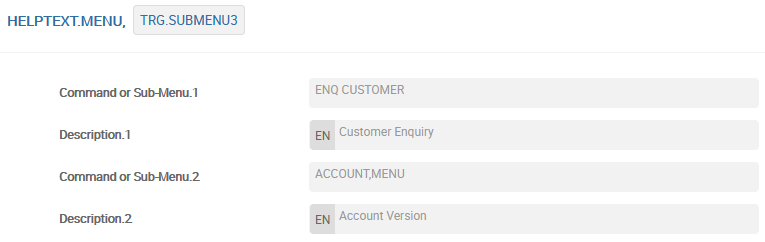 HELPTEXT.MENU, TRG.SUBMENU3
Command or Sub-Menu.1 ENQ CUSTOMER
Description.1 EN Customer Enquiry
Command or Sub-Menu.2 ACCOUNT,MENU
Description.2 EN Account Version